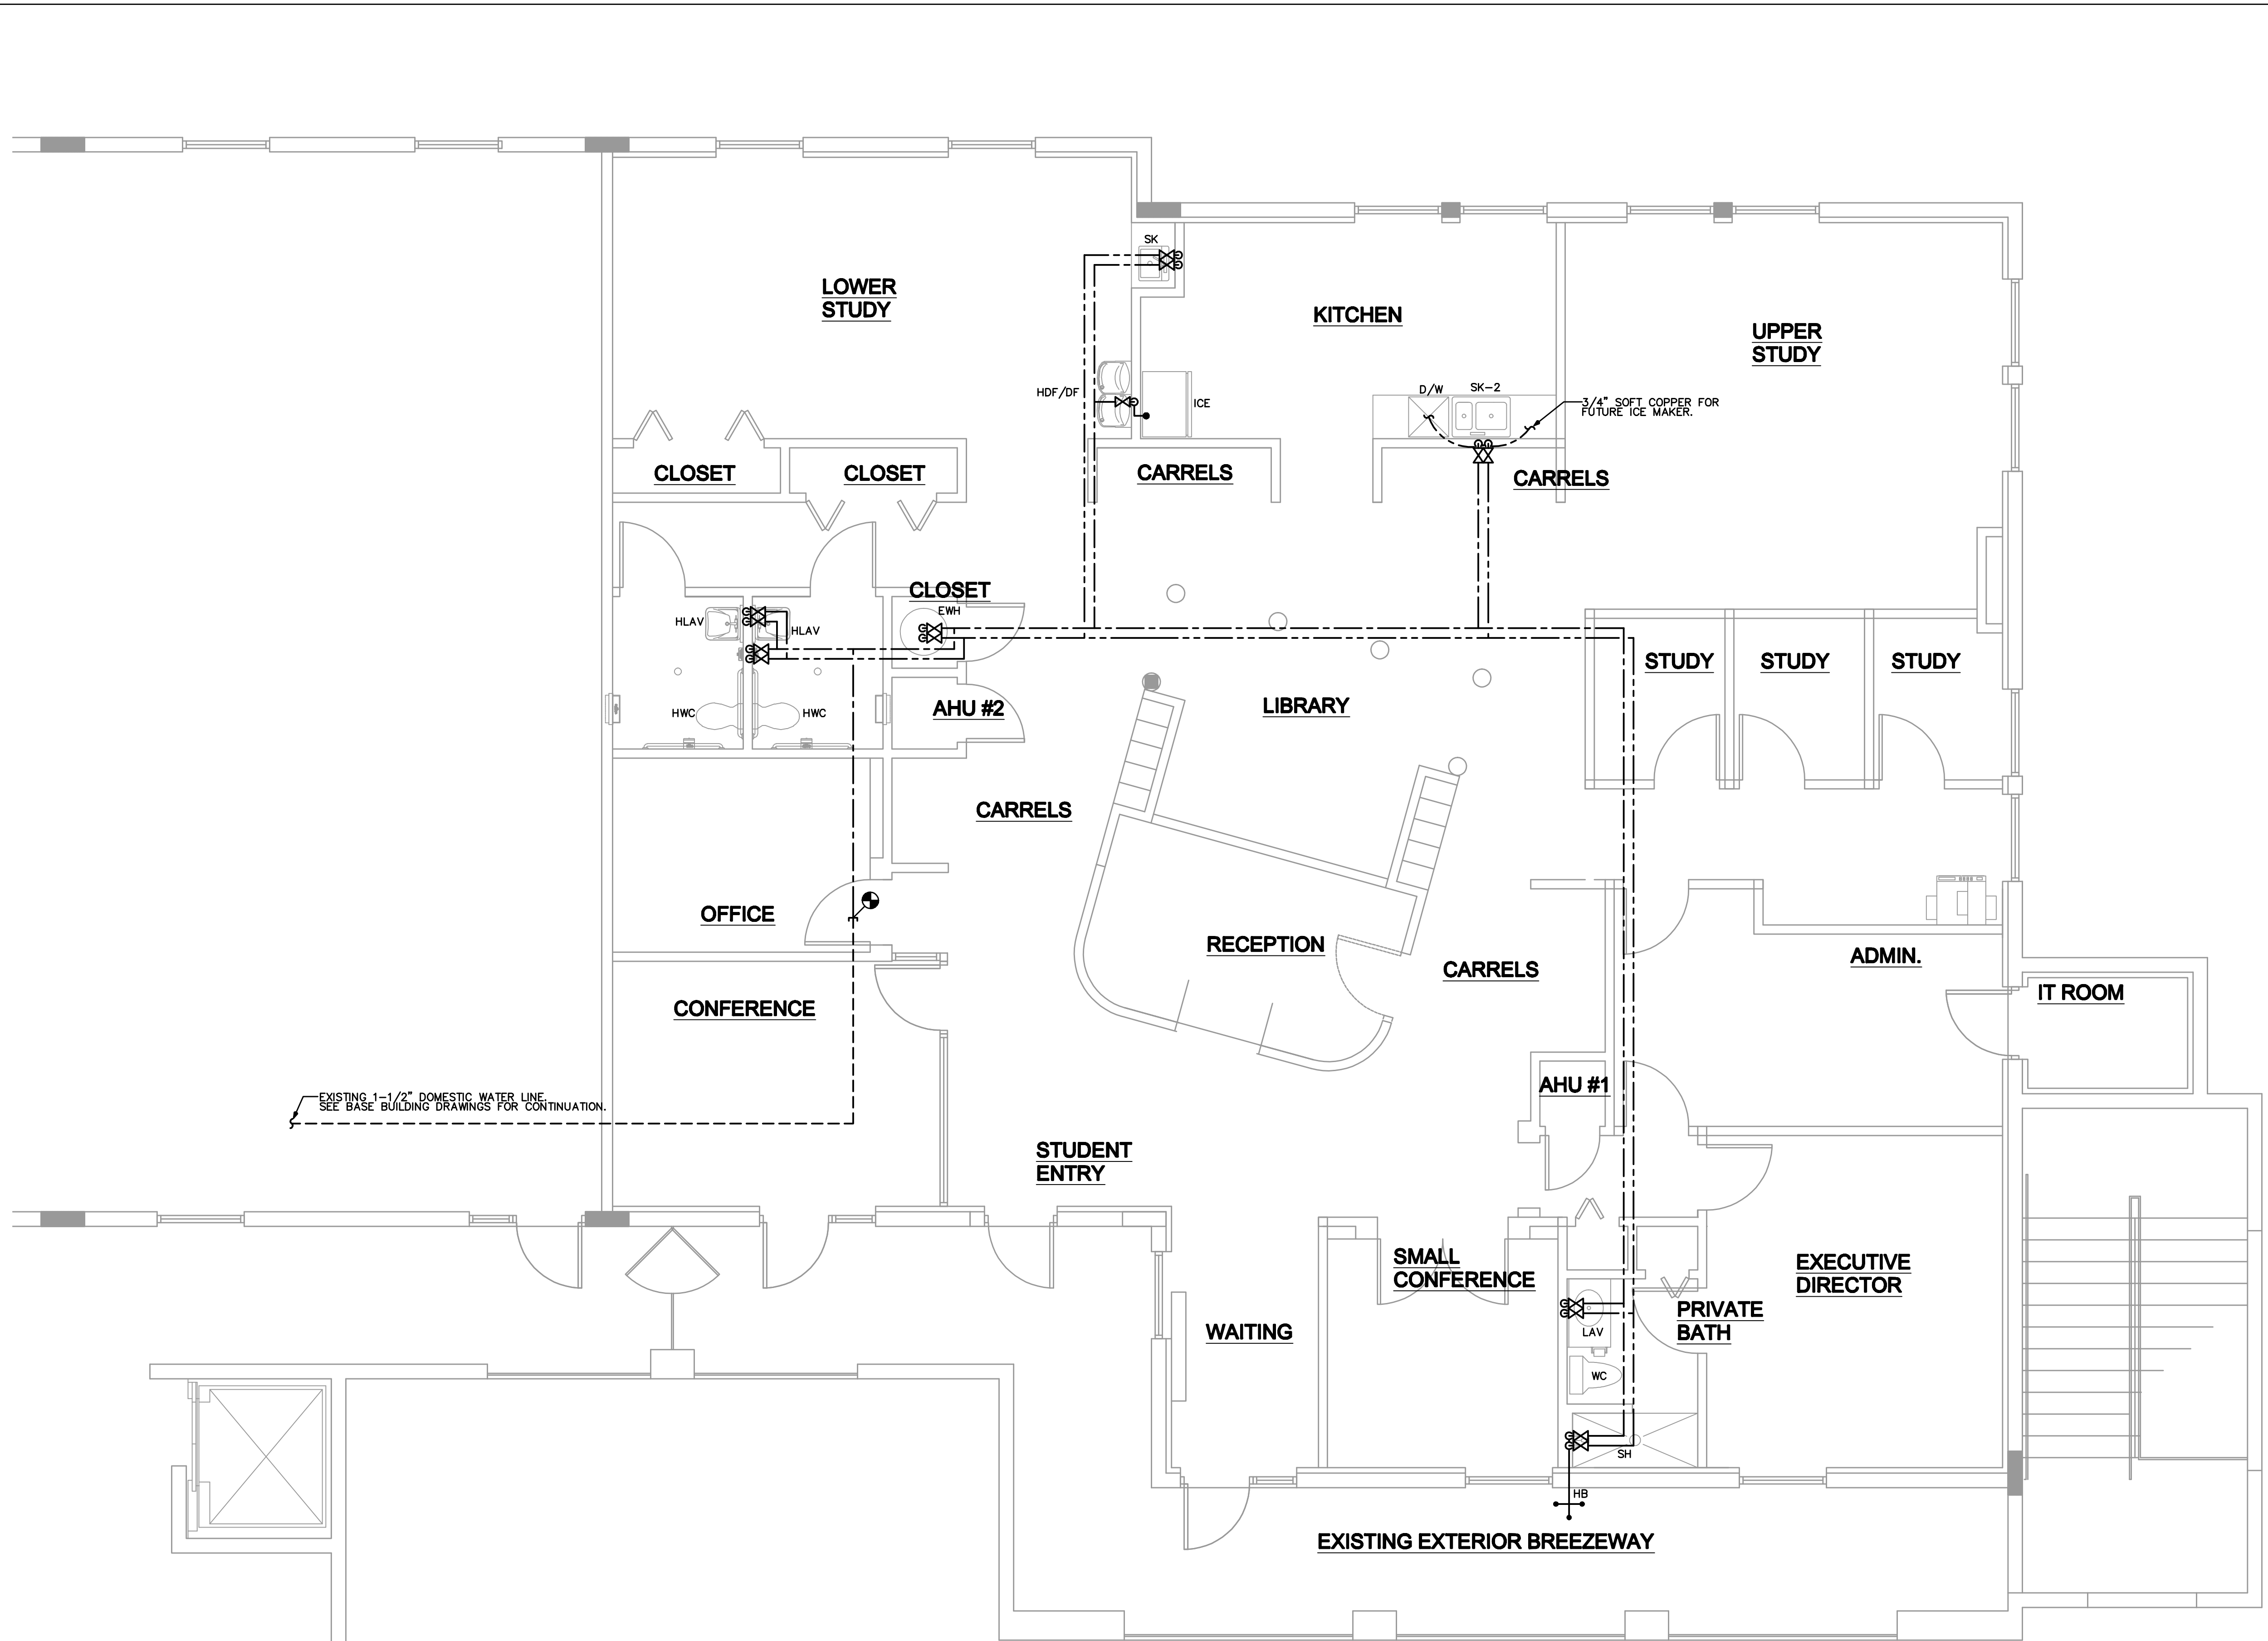 SK
LOWER
STUDY
KITCHEN
UPPER
STUDY
HDF/DF
ICE
D/W
SK-2
3/4" SOFT COPPER FOR
FUTURE ICE MAKER.
CLOSET
CLOSET
CARRELS
CARRELS
CLOSET
EWH
HLAV
HLAV
STUDY
STUDY
STUDY
HWC
HWC
AHU #2
LIBRARY
CARRELS
OFFICE
RECEPTION
CARRELS
ADMIN.
IT ROOM
CONFERENCE
EXISTING 1-1/2" DOMESTIC WATER LINE.
SEE BASE BUILDING DRAWINGS FOR CONTINUATION.
AHU #1
STUDENT
ENTRY
SMALL
CONFERENCE
EXECUTIVE
DIRECTOR
WAITING
LAV
PRIVATE
BATH
WC
SH
HB
EXISTING EXTERIOR BREEZEWAY